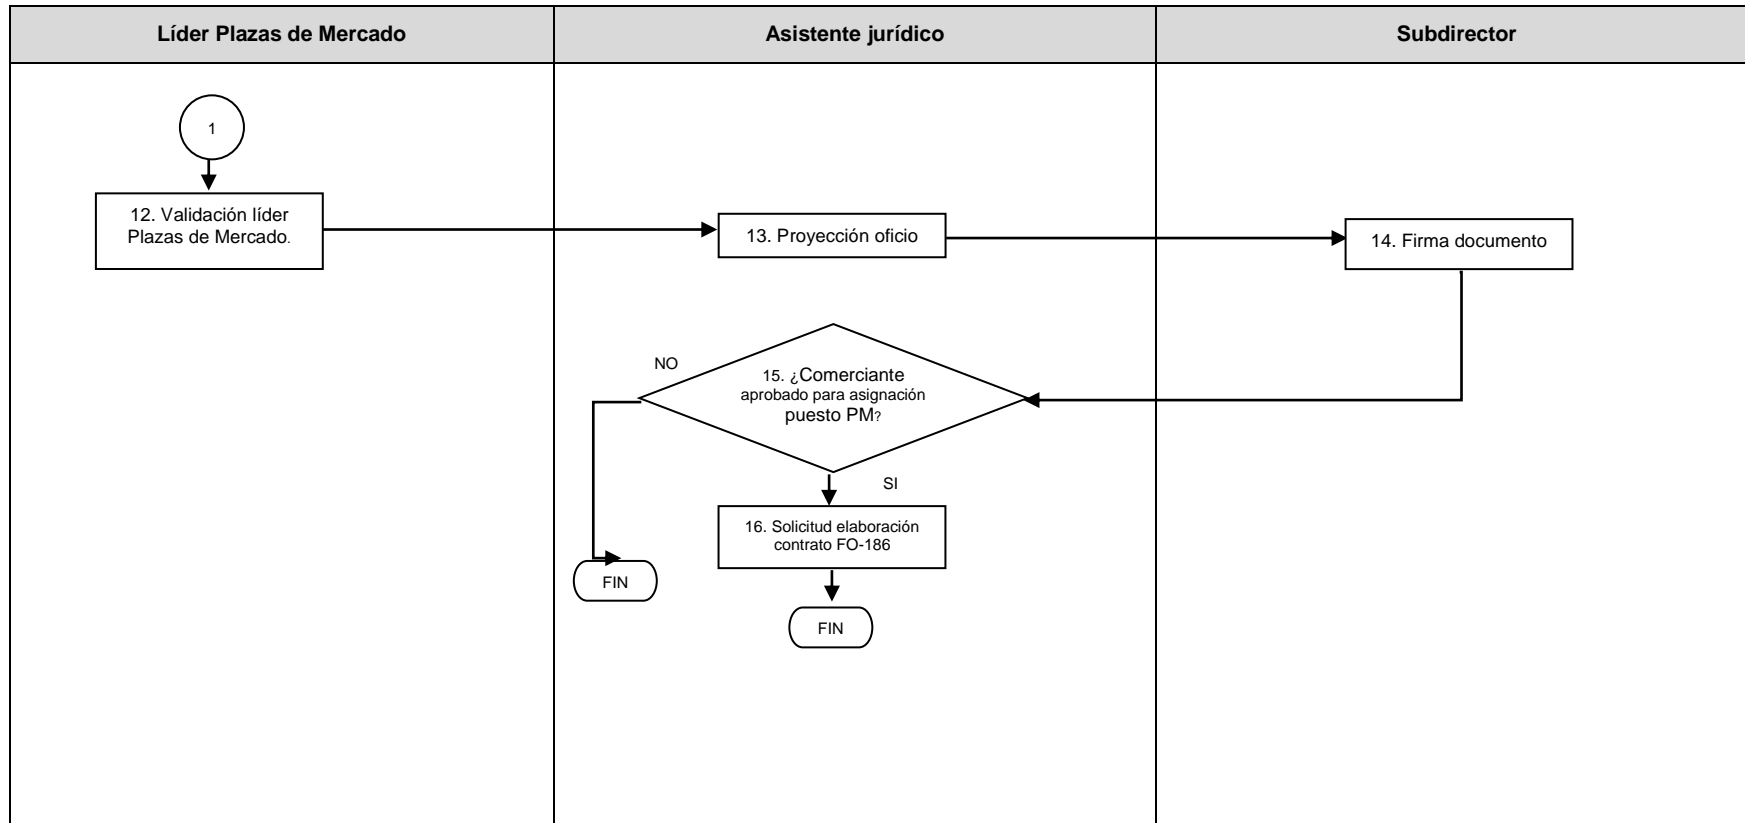 Líder Plazas de Mercado
Asistente jurídico
Subdirector
1
12. Validación líder
Plazas de Mercado.
13. Proyección oficio
14. Firma documento
NO
15. ¿Comerciante
aprobado para asignación
puesto PM?
SI
16. Solicitud elaboración
contrato FO-186
FIN
FIN